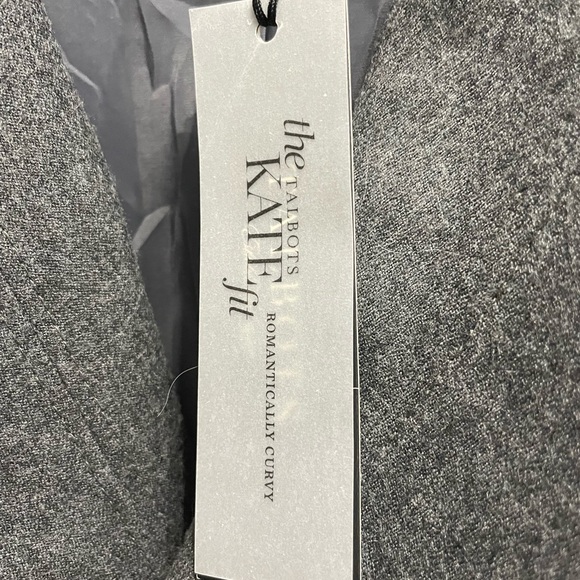 the
TALBOTS
KATE
fit
ROMANTICALLY CURVY